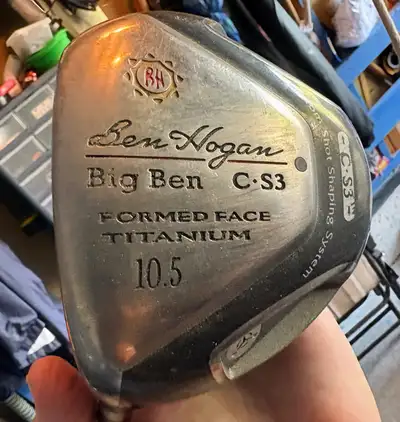 BH
Ben Hogan
Big Ben C·S3
FORMED FACE
TITANIUM
10.5
Shot Shaping System
C·S3